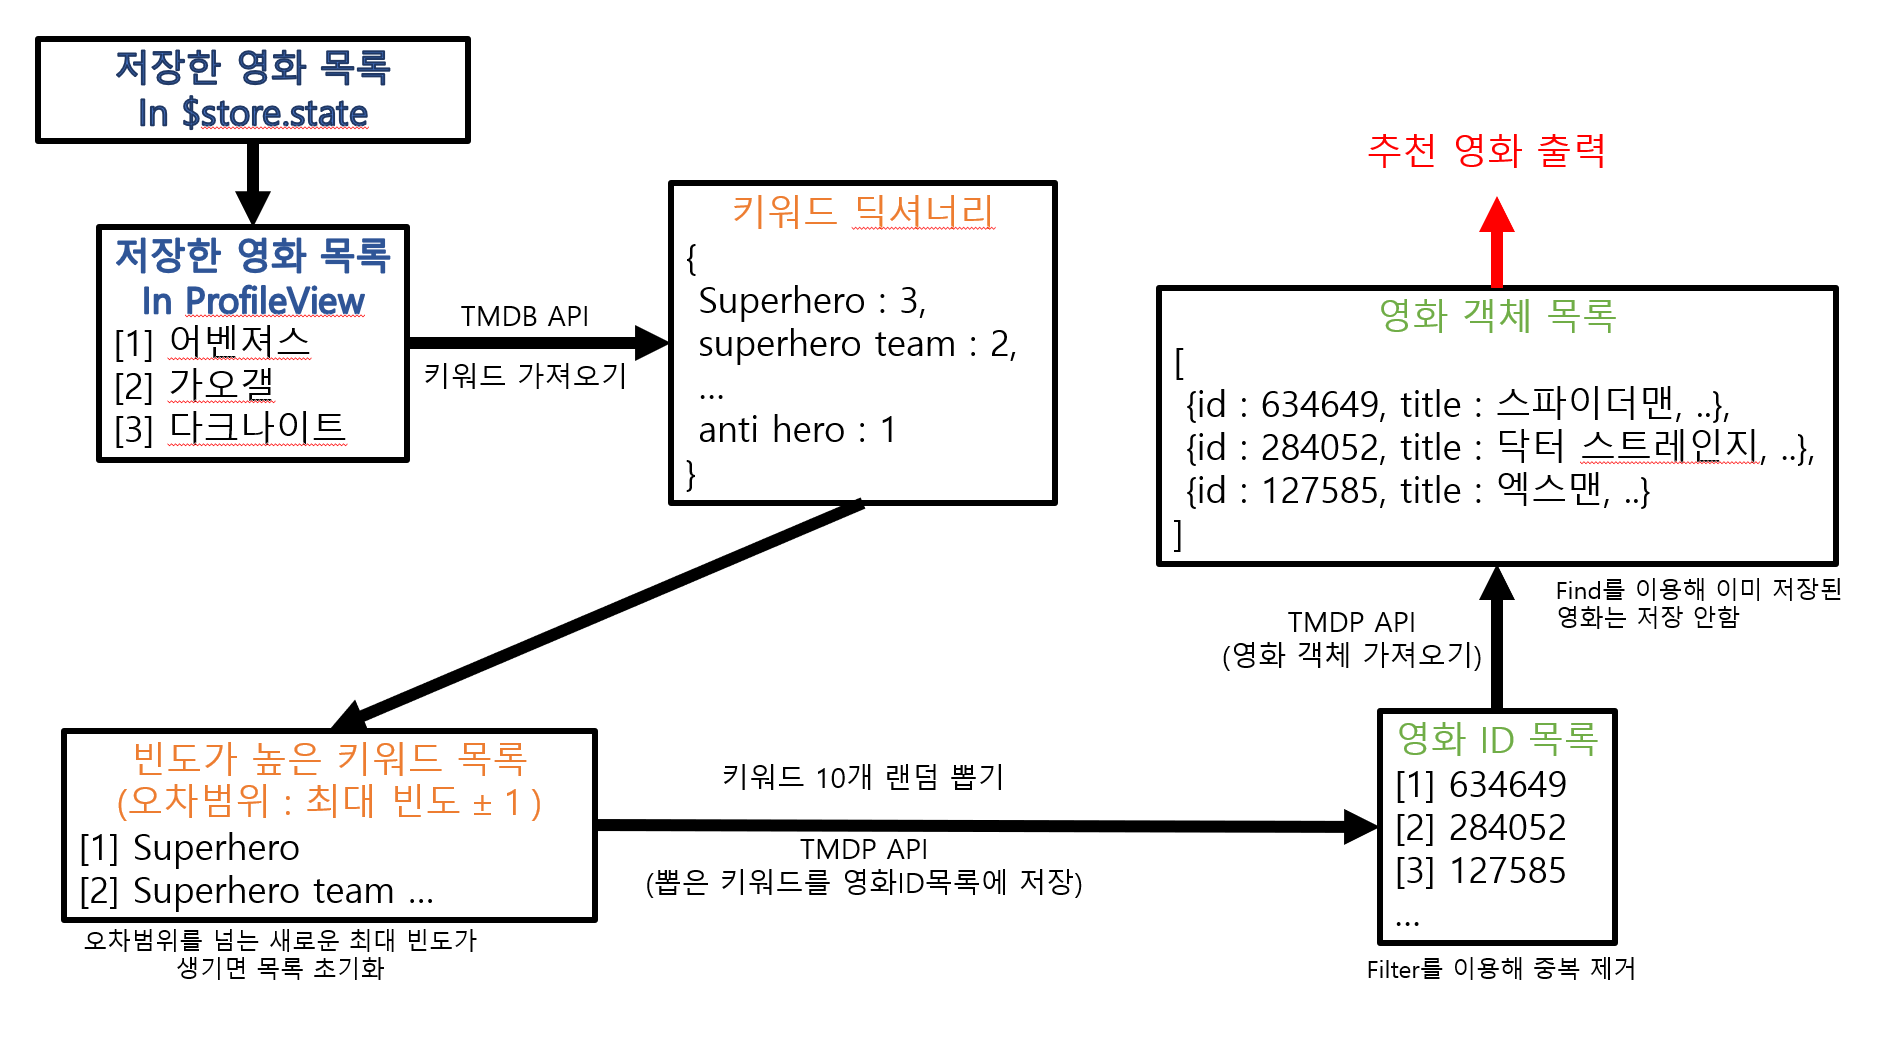 저장한 영화 목록
In $store.state
저장한 영화 목록
In ProfileView
[1] 어벤져스
[2] 가오갤
[3] 다크나이트
TMDB API
키워드 가져오기
키워드 딕셔너리
{
Superhero : 3,
superhero team : 2,
...
anti hero : 1
}
빈도가 높은 키워드 목록
(오차범위 : 최대 빈도 ± 1 )
[1] Superhero
[2] Superhero team ...
오차범위를 넘는 새로운 최대 빈도가
생기면 목록 초기화
키워드 10개 랜덤 뽑기
TMDP API
(뽑은 키워드를 영화ID목록에 저장)
영화 ID 목록
[1] 634649
[2] 284052
[3] 127585
...
Filter를 이용해 중복 제거
TMDP API
(영화 객체 가져오기)
Find를 이용해 이미 저장된
영화는 저장 안함
영화 객체 목록
[
{id : 634649, title : 스파이더맨, ..},
{id : 284052, title : 닥터 스트레인지, ..},
{id : 127585, title : 엑스맨, ..}
]
추천 영화 출력